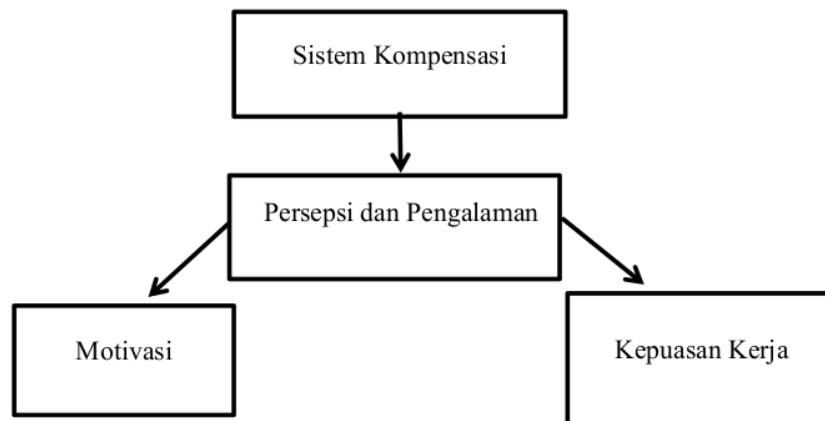 Sistem Kompensasi
Persepsi dan Pengalaman
Motivasi
Kepuasan Kerja